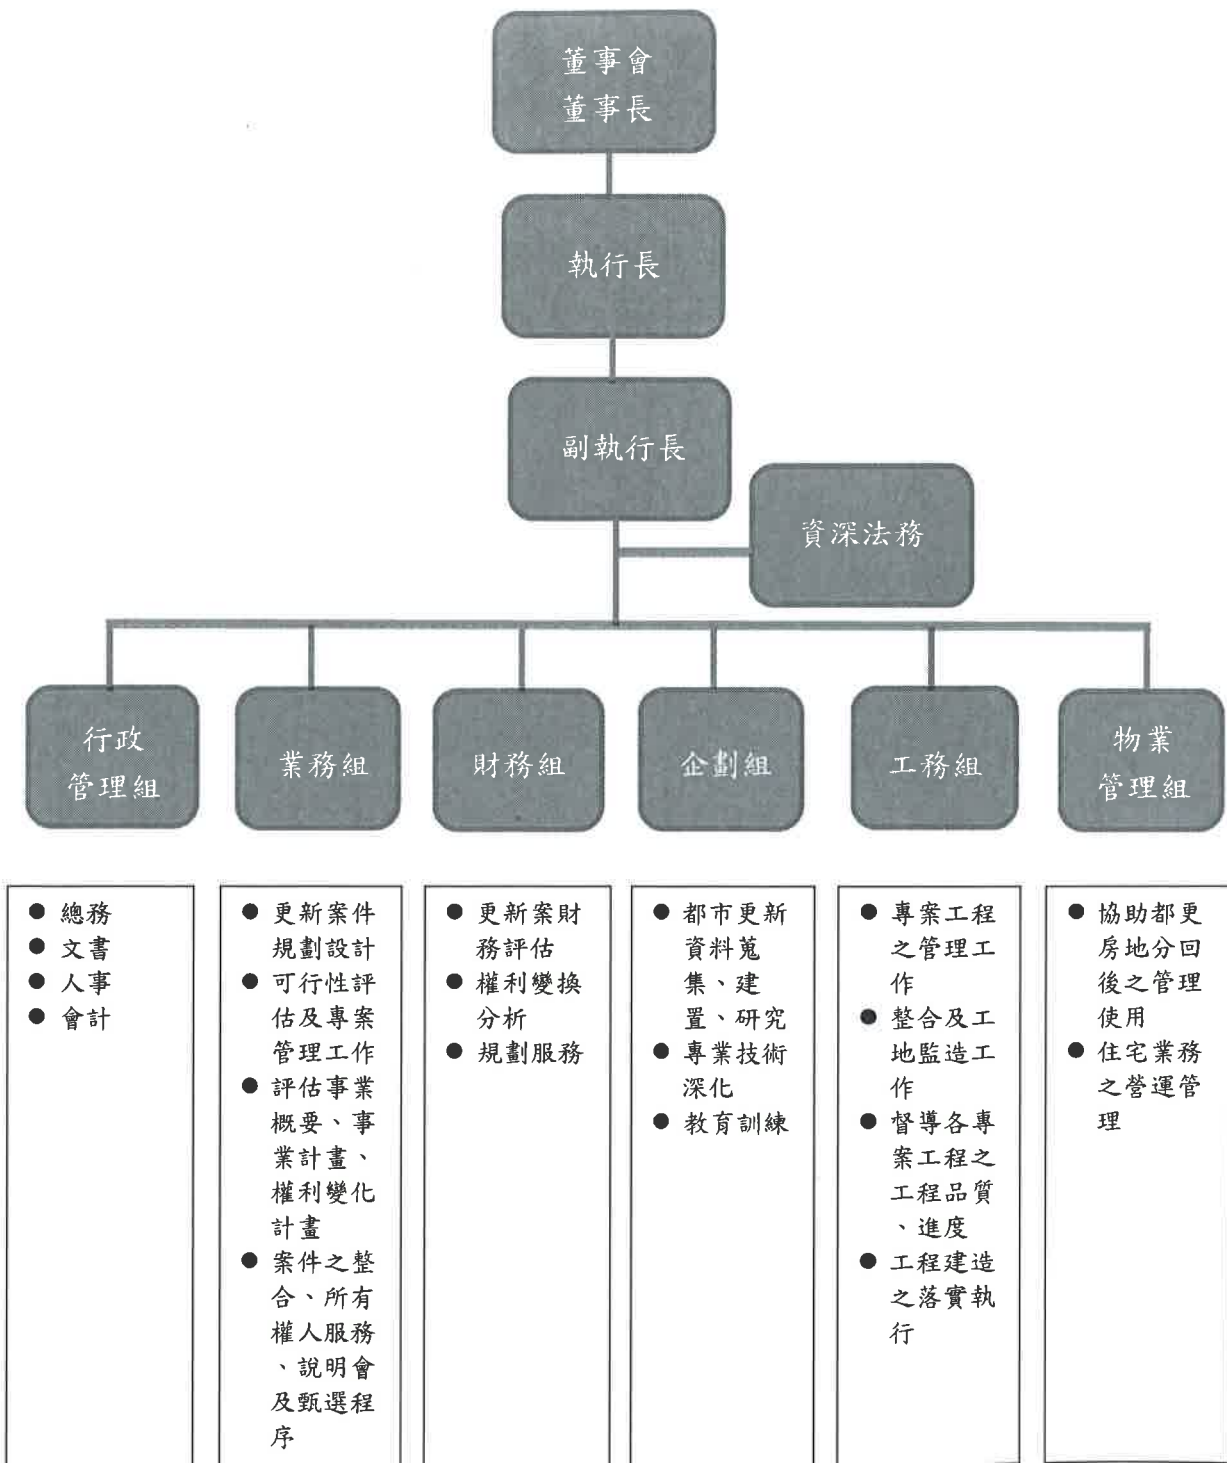 董事會
董事長
執行長
副執行長
資深法務
行政
管理組
業務組
財務組
企劃組
工務組
物業
管理組
● 總務
● 文書
● 人事
● 會計
● 更新案件
規劃設計
● 可行性評
估及專案
管理工作
● 評估事業
概要、事
業計畫、
權利變化
計畫
● 案件之整
合、所有
權人服務
、說明會
及甄選程
序
● 更新案財
務評估
● 權利變換
分析
● 規劃服務
● 都市更新
資料蒐
集、建
置、研究
● 專業技術
深化
● 教育訓練
● 專案工程
之管理工
作
● 整合及工
地監造工
作
● 督導各專
案工程之
工程品質
、進度
● 工程建造
之落實執
行
● 協助都更
房地分回
後之管理
使用
● 住宅業務
之營運管
理